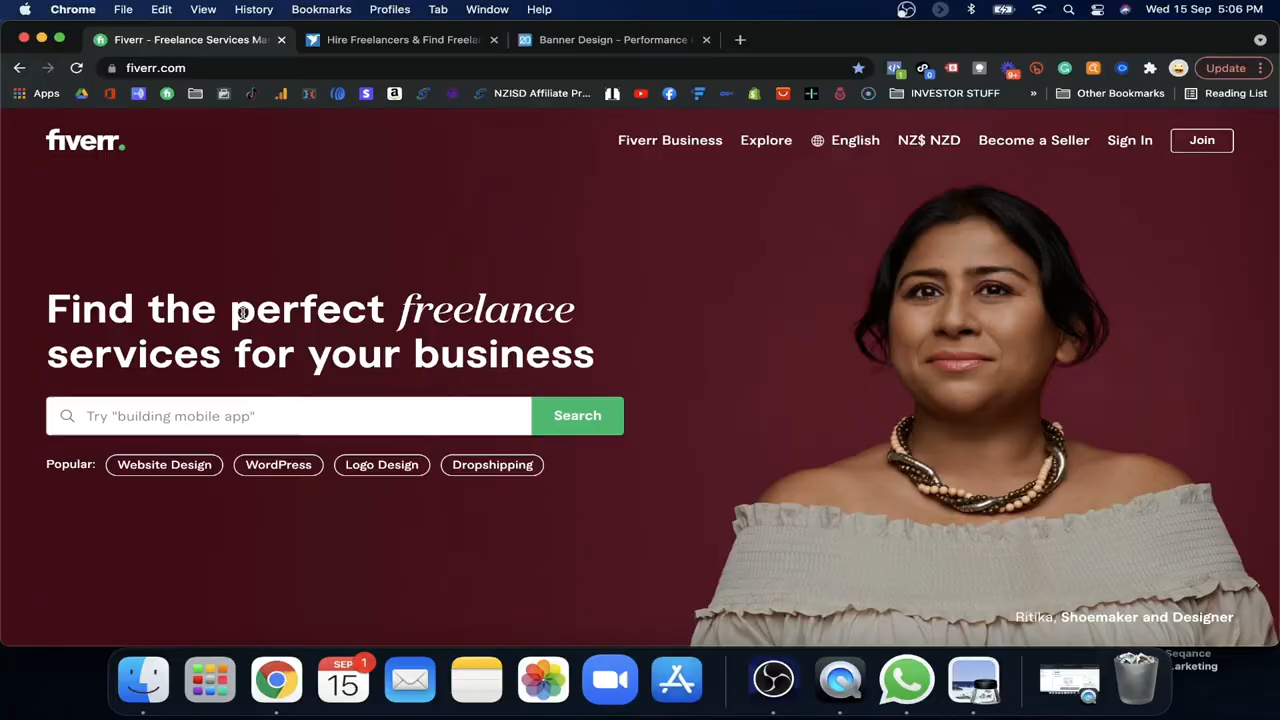 Chrome File Edit View History Bookmarks Profiles Tab Window Help Wed 15 Sep 5:06 PM
Fiverr - Freelance Services Ma Hire Freelancers & Find Freela Banner Design - Performance
fiverr.com Update
Apps NZISD Affiliate Pr... INVESTOR STUFF » Other Bookmarks Reading List
fiverr. Fiverr Business Explore English NZ$ NZD Become a Seller Sign In Join
Find the perfect freelance
services for your business
Try "building mobile app" Search
Popular: Website Design WordPress Logo Design Dropshipping
Ritika, Shoemaker and Designer
Seqance
arketing
SEP 1
15